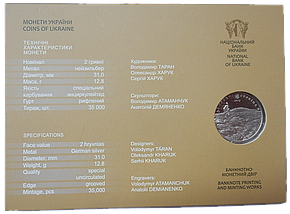 МОНЕТИ УКРАЇНИ
COINS OF UKRAINE
ТЕХНІЧНІ
ХАРАКТЕРИСТИКИ
МОНЕТИ
Номінал 2 гривні
Метал нейзильбер
Діаметр, мм 31,0
Маса, г 12,8
Якість спеціальний
карбування анциркулейтед
Гурт рифлений
Тираж, шт. 35 000
Художники:
Володимир ТАРАН
Олександр ХАРУК
Сергій ХАРУК
Скульптори:
Володимир АТАМАНЧУК
Анатолій ДЕМ'ЯНЕНКО
НАЦІОНАЛЬНИЙ
БАНК
УКРАЇНИ
NATIONAL
BANK
OF UKRAINE
SPECIFICATIONS
Face value 2 hryvnias
Metal German silver
Diameter, mm 31.0
Weight, g 12.8
Quality special
uncirculated
Edge grooved
Mintage, pcs 35,000
Designers:
Volodymyr TARAN
Oleksandr KHARUK
Serhii KHARUK
Engravers:
Volodymyr ATAMANCHUK
Anatolii DEMIANENKO
БАНКНОТНО-
МОНЕТНИЙ ДВІР
BANKNOTE PRINTING
AND MINTING WORKS